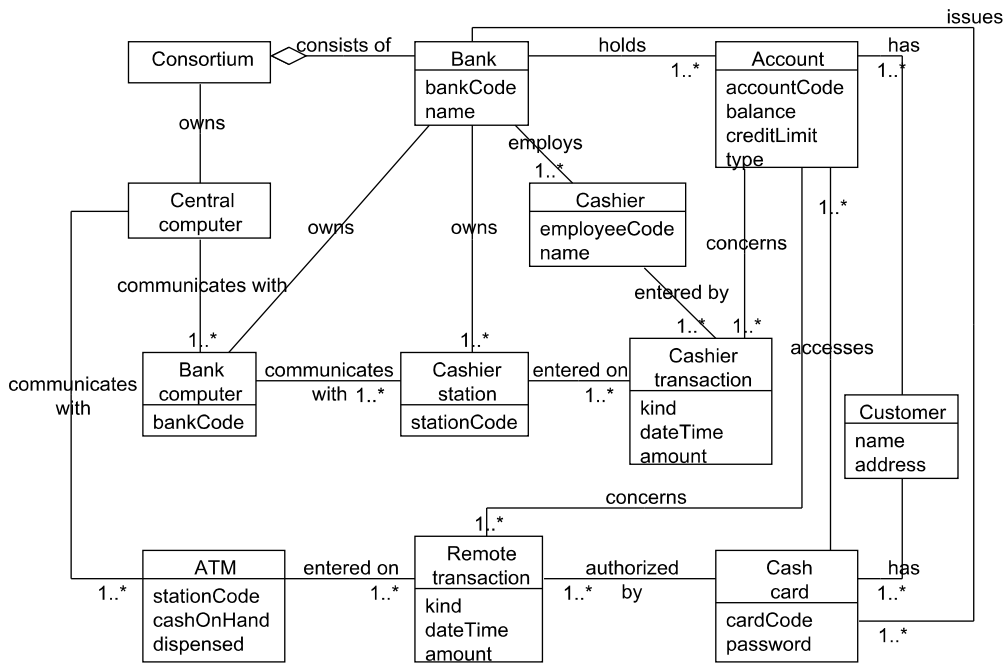 issues
Consortium
consists of
Bank
bankCode
name
holds
1..*
Account
accountCode
balance
creditLimit
type
has
1..*
owns
employs
1..*
Central
computer
owns
owns
Cashier
employeeCode
name
concerns
1..*
communicates with
1..*
entered by
1..*
1..*
1..*
accesses
communicates
with
Bank
computer
bankCode
communicates
with 1..*
Cashier
station
stationCode
entered on
1..*
Cashier
transaction
kind
dateTime
amount
Customer
name
address
concerns
1..*
1..*
ATM
stationCode
cashOnHand
dispensed
entered on
1..*
Remote
transaction
kind
dateTime
amount
authorized
by
1..*
Cash
card
cardCode
password
has
1..*
1..*